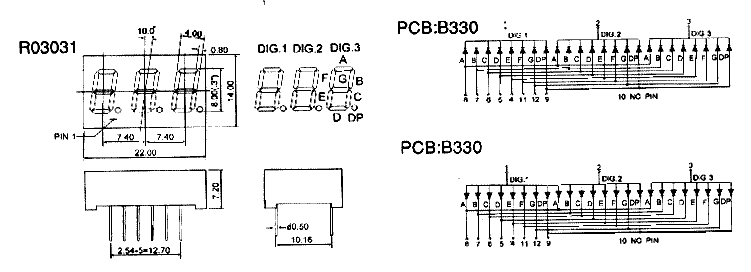 R03031
10.0
4.00
0.80
8.00(.3")
14.00
PIN 1
7.40
7.40
22.00
DIG.1 DIG.2 DIG.3
A
F G B
E C
D DP
7.20
2.54*5=12.70
ø0.50
10.16
PCB:B330
1 2 3
DIG 1 DIG.2 DIG 3
A B C D E F G DP A B C D E F G DP A B C D E F G DP
8 7 6 5 4 11 12 9
10 NC PIN
PCB:B330
1 2 3
DIG.1 DIG.2 DIG 3
A B C D E F G DP A B C D E F G DP A B C D E F G DP
8 7 6 5 4 11 12 9
10 NC PIN